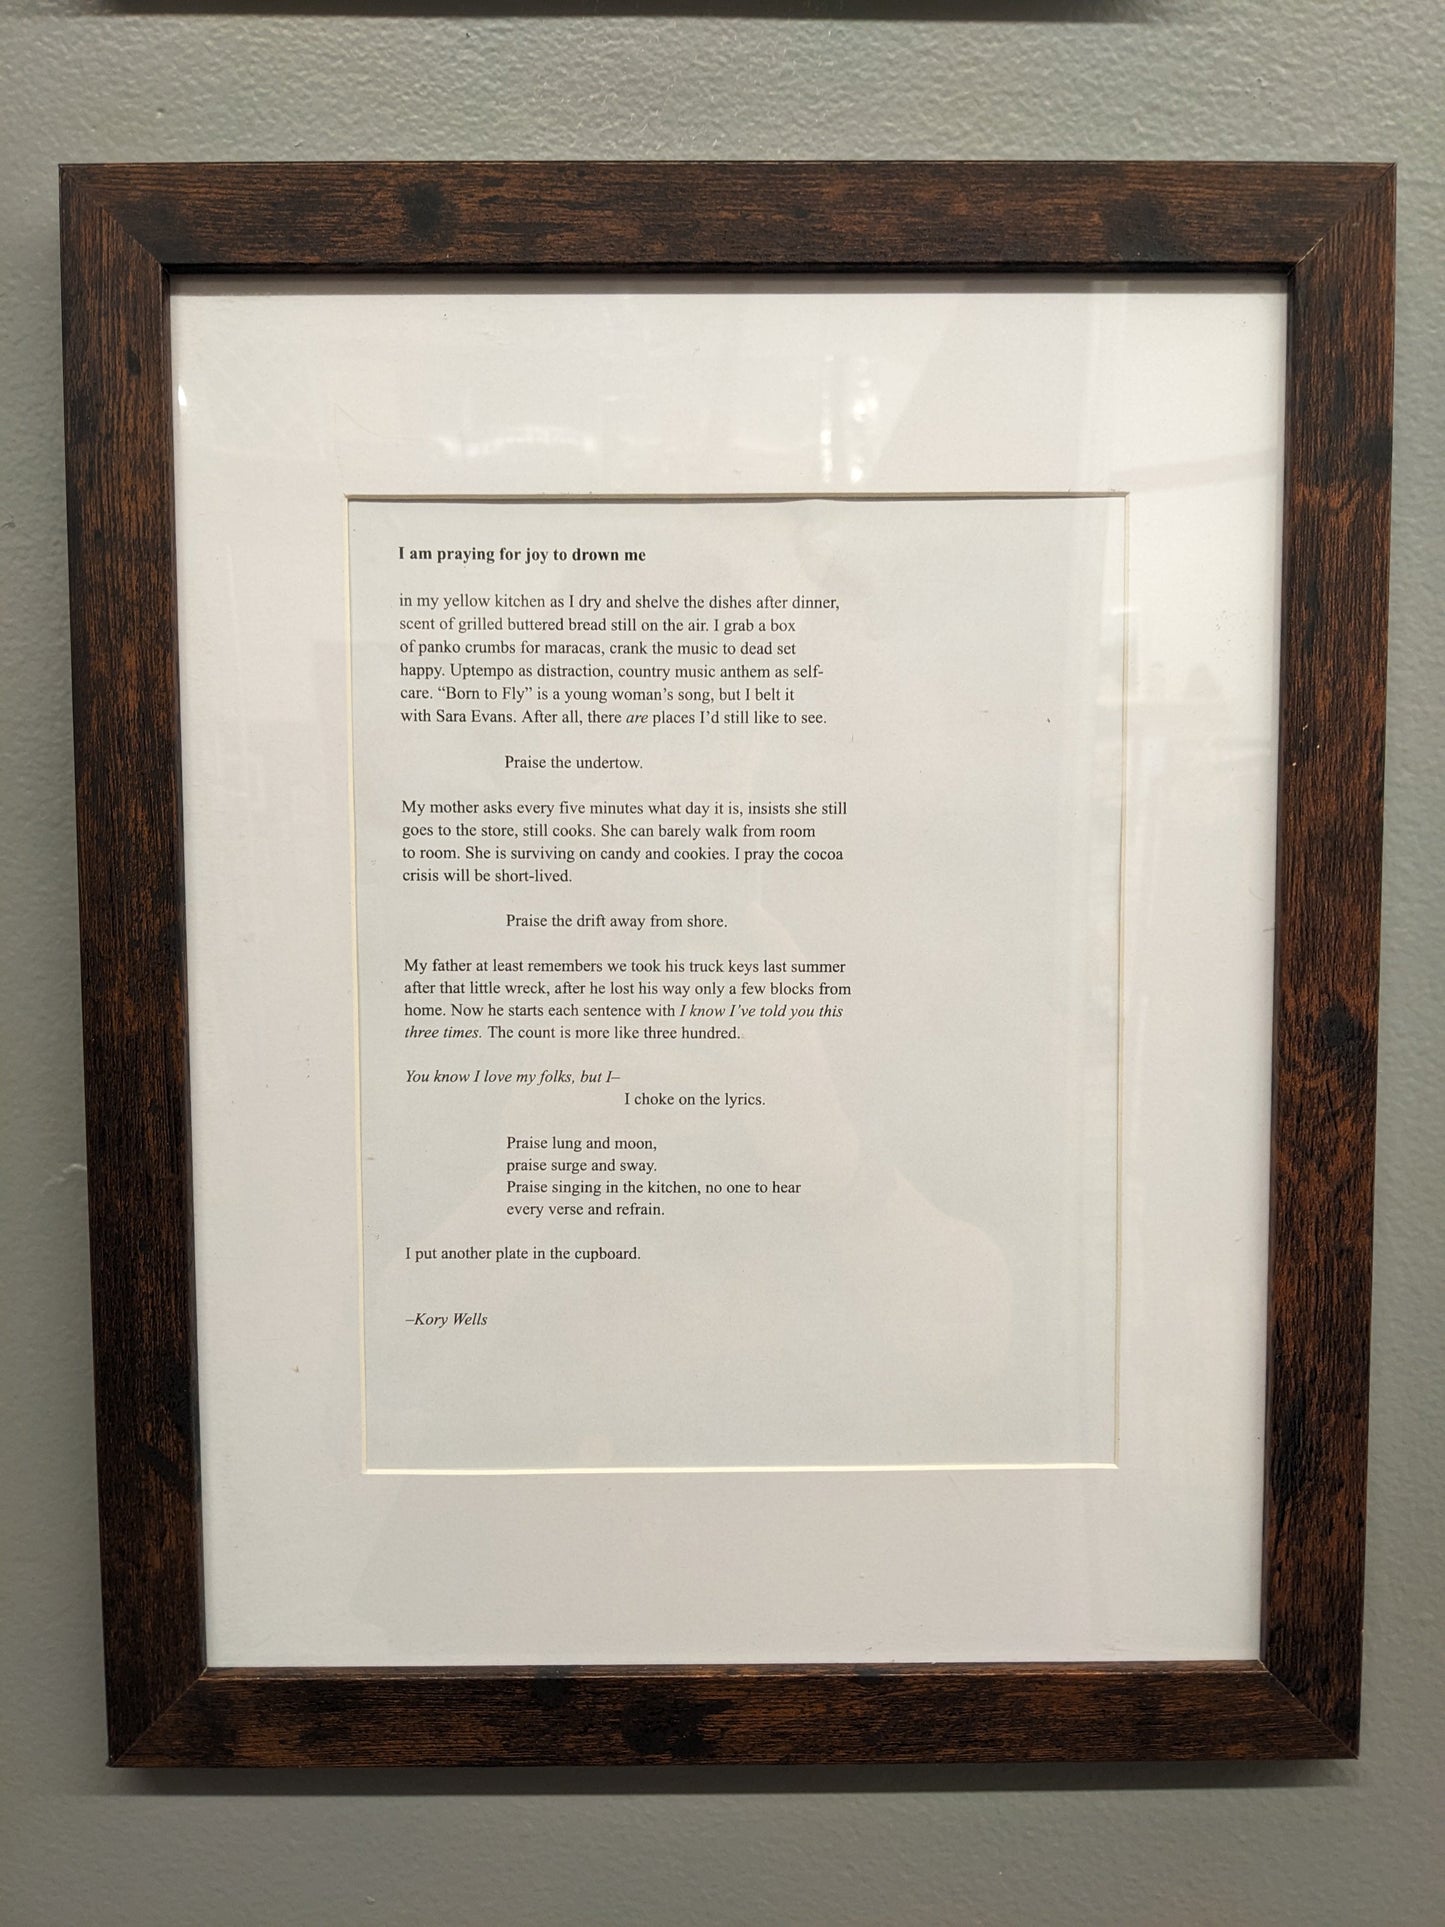 I am praying for joy to drown me
in my yellow kitchen as I dry and shelve the dishes after dinner,
scent of grilled buttered bread still on the air. I grab a box
of panko crumbs for maracas, crank the music to dead set
happy. Uptempo as distraction, country music anthem as self-
care. “Born to Fly” is a young woman’s song, but I belt it
with Sara Evans. After all, there are places I’d still like to see.
Praise the undertow.
My mother asks every five minutes what day it is, insists she still
goes to the store, still cooks. She can barely walk from room
to room. She is surviving on candy and cookies. I pray the cocoa
crisis will be short-lived.
Praise the drift away from shore.
My father at least remembers we took his truck keys last summer
after that little wreck, after he lost his way only a few blocks from
home. Now he starts each sentence with I know I’ve told you this
three times. The count is more like three hundred.
You know I love my folks, but I–
I choke on the lyrics.
Praise lung and moon,
praise surge and sway.
Praise singing in the kitchen, no one to hear
every verse and refrain.
I put another plate in the cupboard.
–Kory Wells